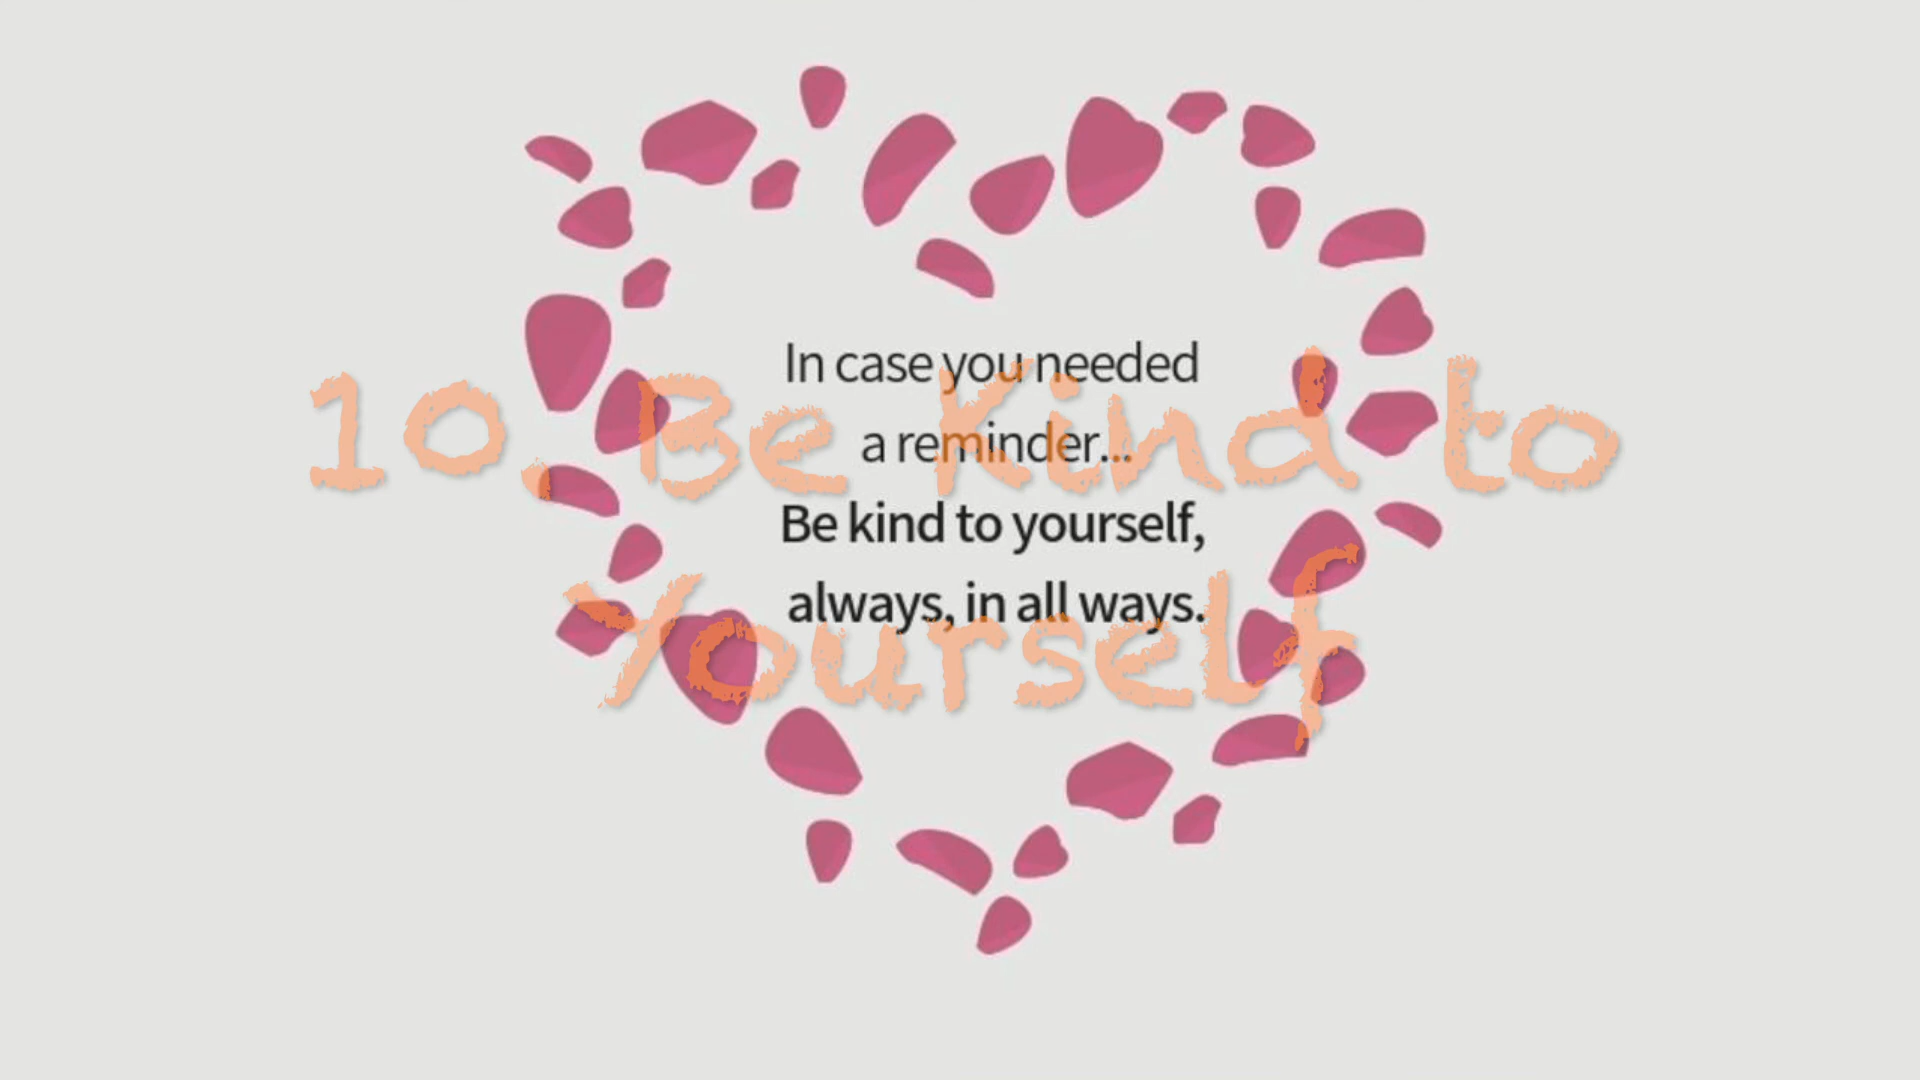 In case you needed
a reminder...
Be kind to yourself,
always, in all ways.
10. Be Kind to
Yourself